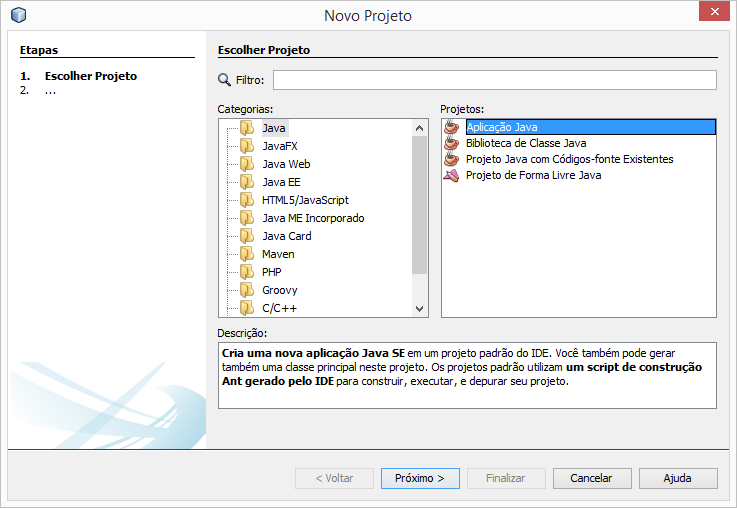 Novo Projeto
Etapas
1. Escolher Projeto
2. ...
Escolher Projeto
Filtro:
Categorias:
Java
JavaFX
Java Web
Java EE
HTML5/JavaScript
Java ME Incorporado
Java Card
Maven
PHP
Groovy
C/C++
Projetos:
Aplicação Java
Biblioteca de Classe Java
Projeto Java com Códigos-fonte Existentes
Projeto de Forma Livre Java
Descrição:
Cria uma nova aplicação Java SE em um projeto padrão do IDE. Você também pode gerar
também uma classe principal neste projeto. Os projetos padrão utilizam um script de construção
Ant gerado pelo IDE para construir, executar, e depurar seu projeto.
< Voltar
Próximo >
Finalizar
Cancelar
Ajuda